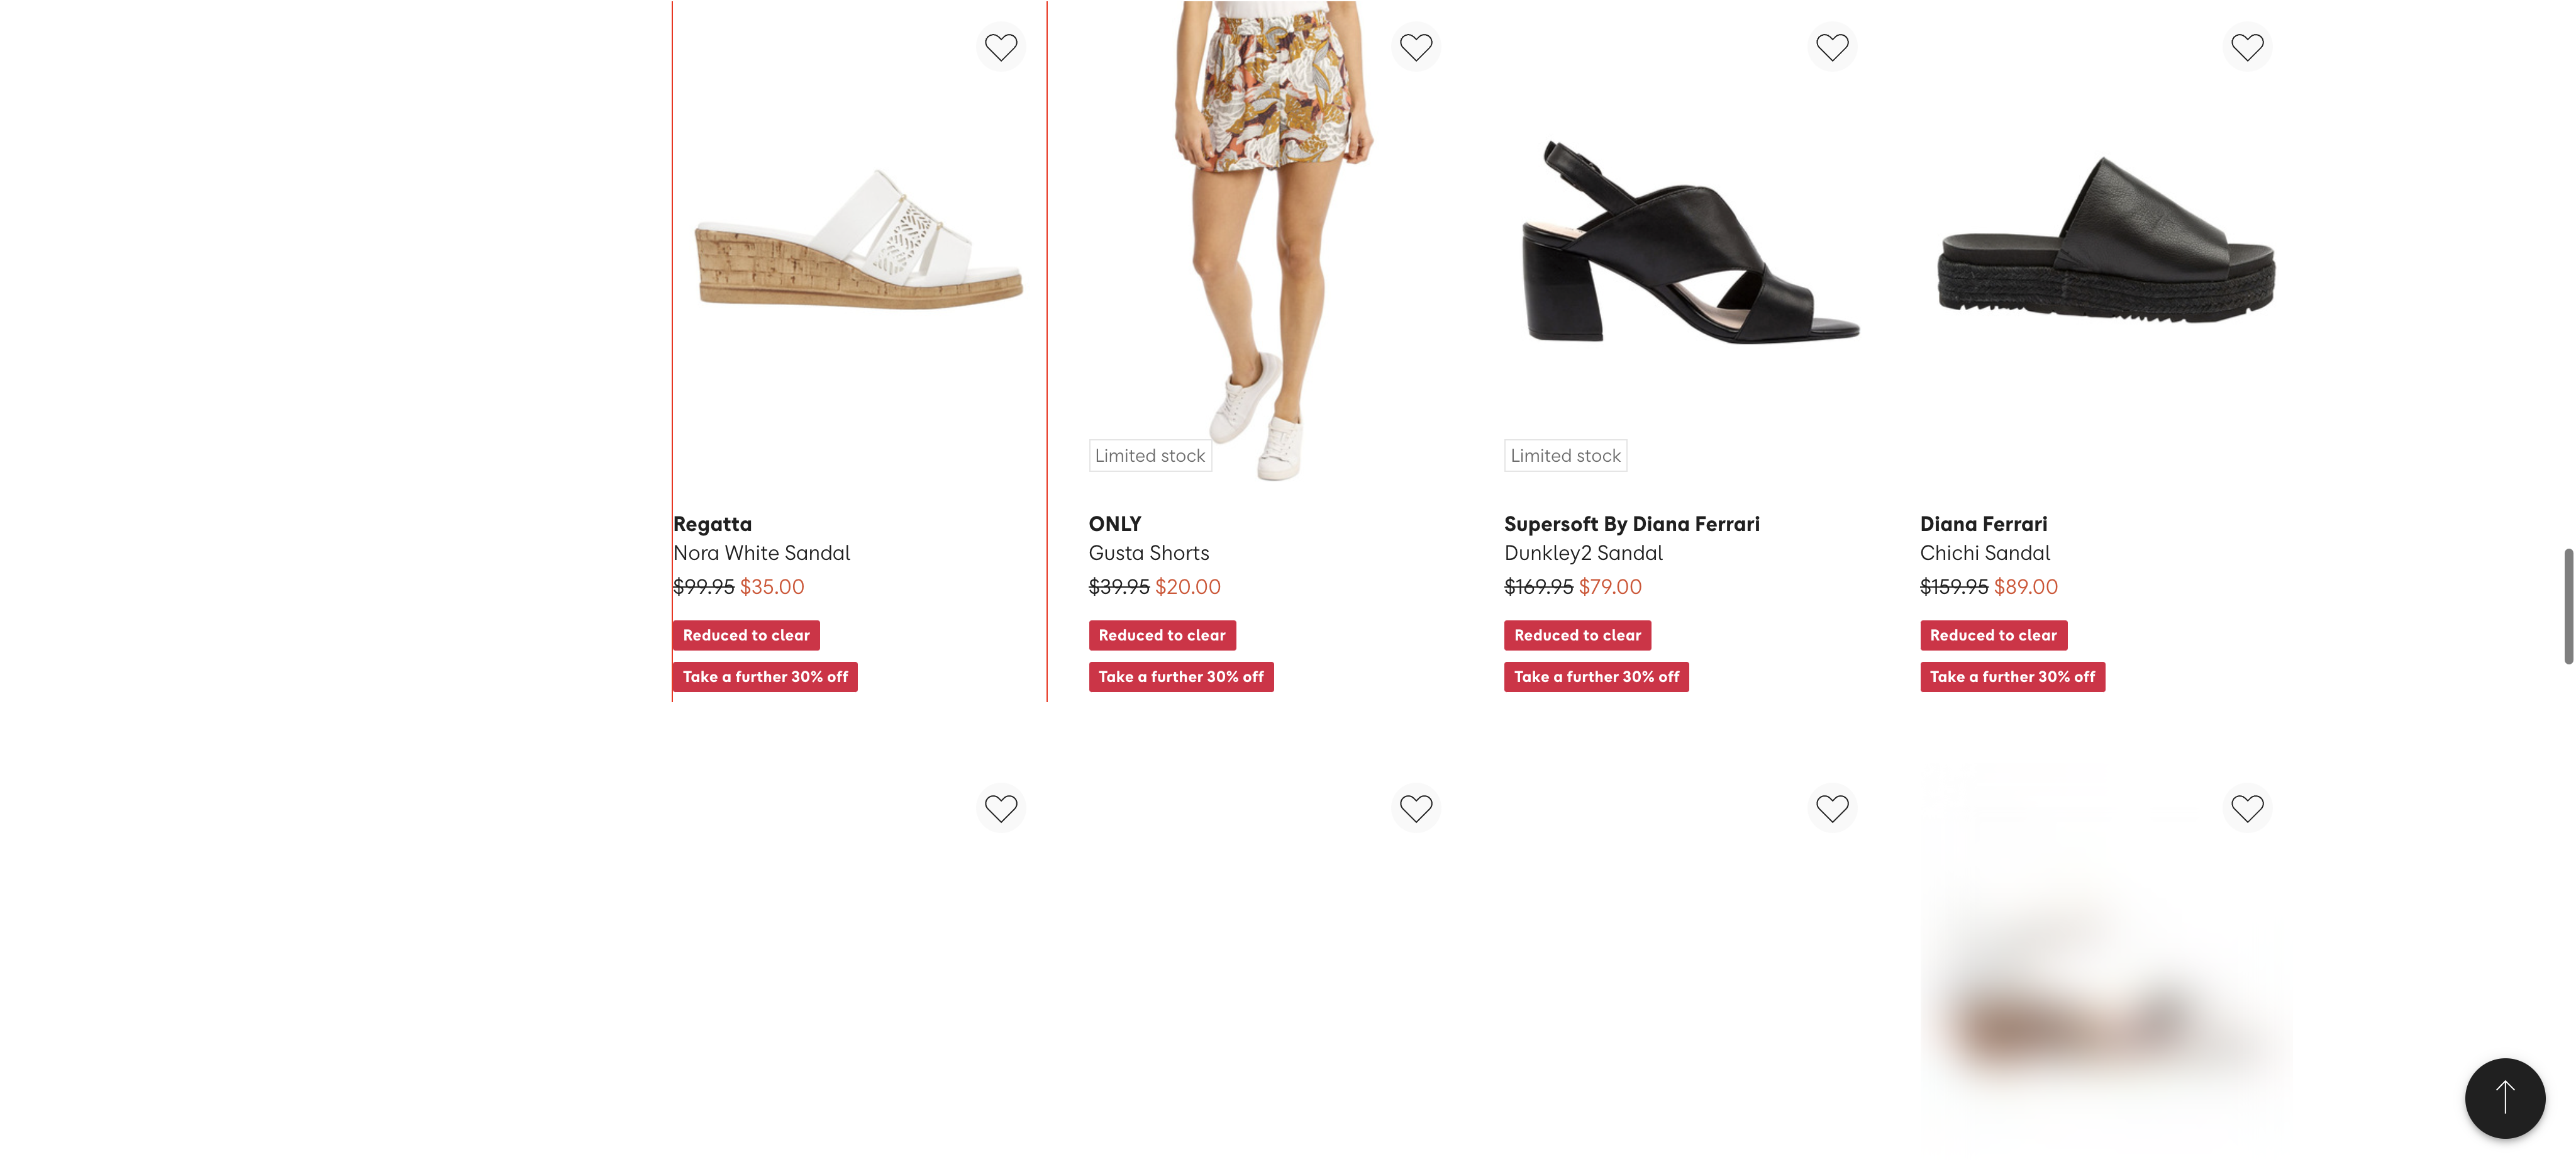 Limited stock
Limited stock
Regatta
Nora White Sandal
$99.95 $35.00
Reduced to clear
Take a further 30% off
ONLY
Gusta Shorts
$39.95 $20.00
Reduced to clear
Take a further 30% off
Supersoft By Diana Ferrari
Dunkley2 Sandal
$169.95 $79.00
Reduced to clear
Take a further 30% off
Diana Ferrari
Chichi Sandal
$159.95 $89.00
Reduced to clear
Take a further 30% off